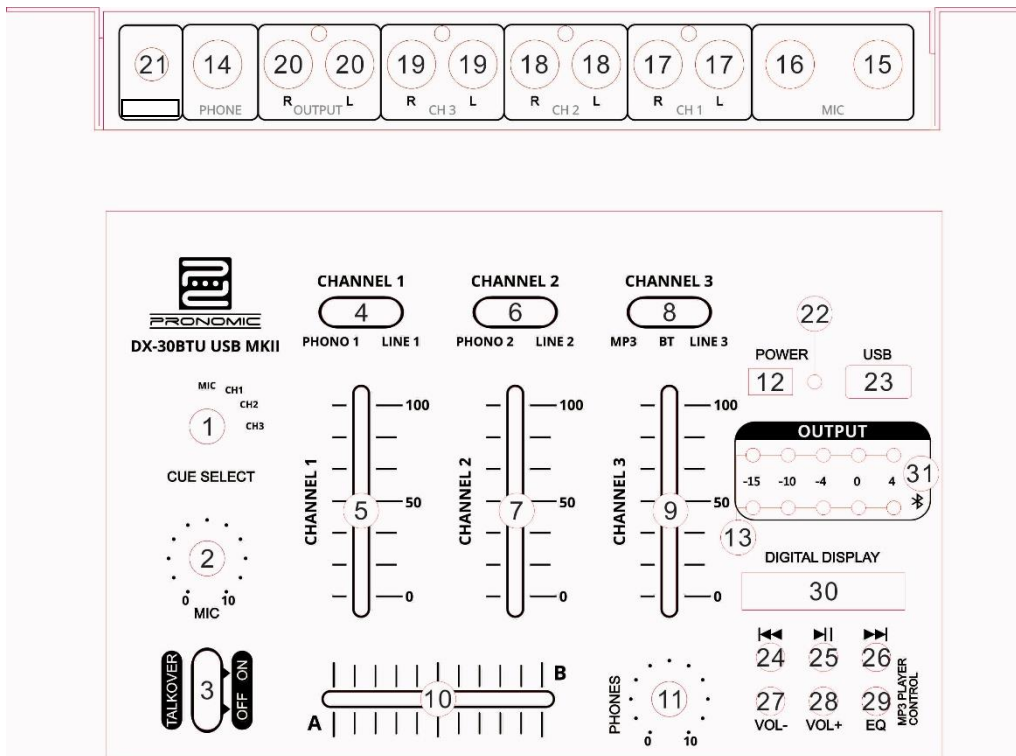 21 14 20 20 19 19 18 18 17 17 16 15
R L R L R L R L
PHONE OUTPUT CH 3 CH 2 CH 1 MIC
PRONOMIC
DX-30BTU USB MKII
CHANNEL 1
4
PHONO 1 LINE 1
CHANNEL 2
6
PHONO 2 LINE 2
CHANNEL 3
8
MP3 BT LINE 3
22
POWER
12
USB
23
MIC
CH1
CH2
CH3
1
CUE SELECT
2
0 10
MIC
TALKOVER
3
OFF ON
CHANNEL 1
5
100
50
0
CHANNEL 2
7
100
50
0
CHANNEL 3
9
100
50
0
OUTPUT
-15 -10 -4 0 4
31
13
DIGITAL DISPLAY
30
24 25 26
27 28 29
VOL- VOL+ EQ
MP3 PLAYER
CONTROL
A
10
B
PHONES
11
0 10